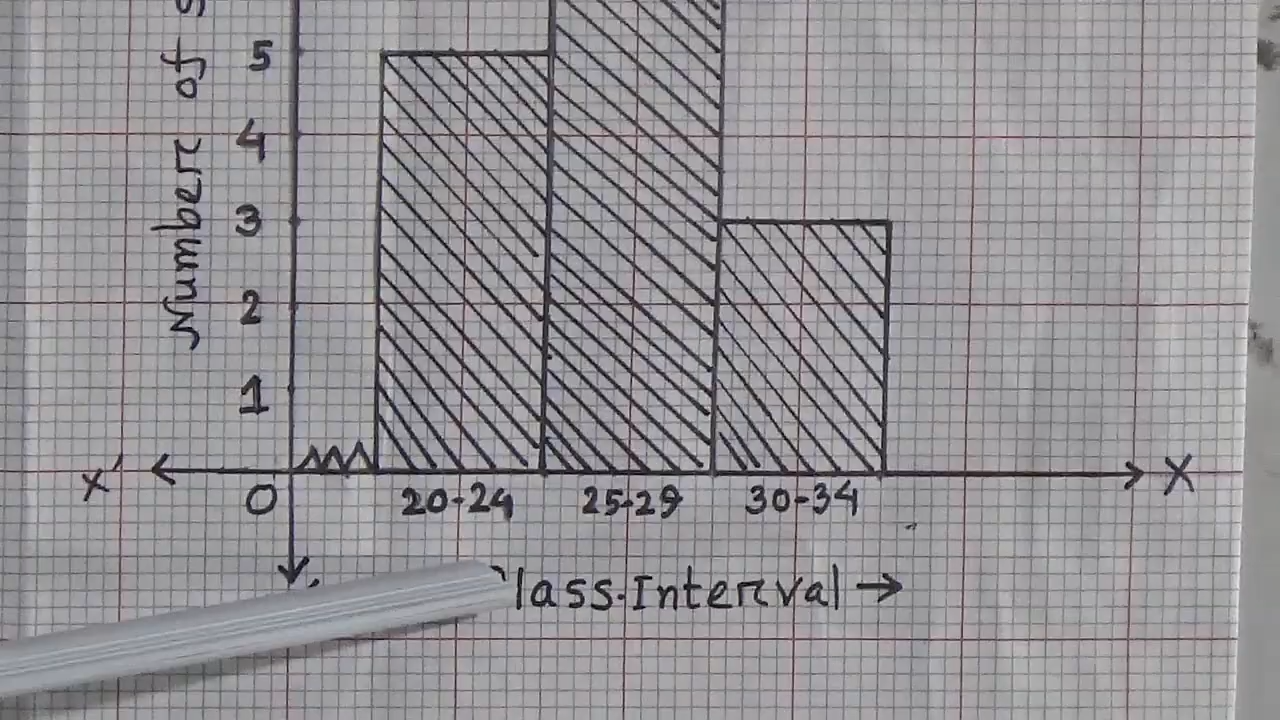 Number of
5
4
3
2
1
X' O X
20-24 25-29 30-34
lass-Interval →